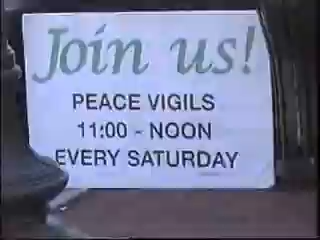 Join us!
PEACE VIGILS
11:00 - NOON
EVERY SATURDAY